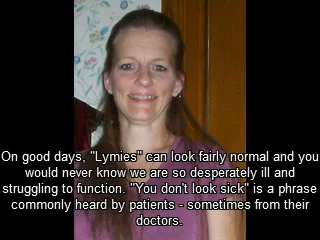 On good days, "Lymies" can look fairly normal and you
would never know we are so desperately ill and
struggling to function. "You don't look sick" is a phrase
commonly heard by patients - sometimes from their
doctors.